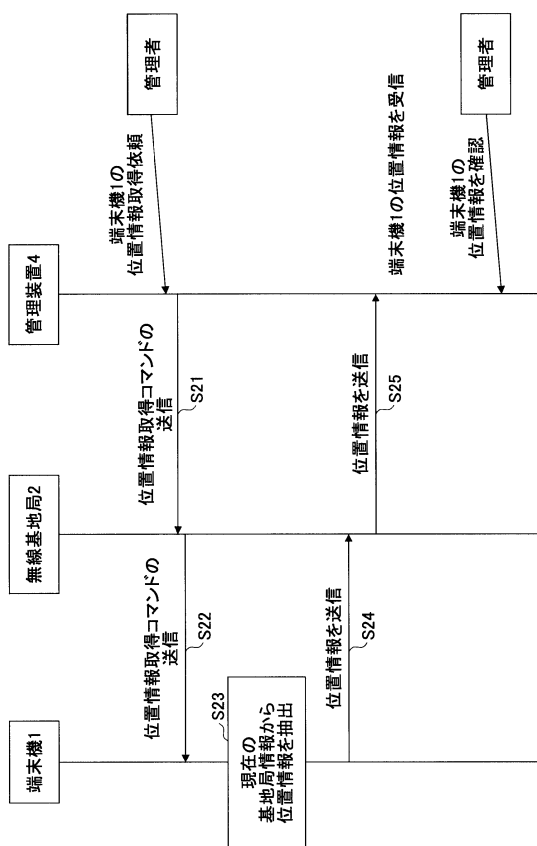 端末機1
無線基地局2
管理装置4
端末機1の
位置情報取得依頼
管理者
位置情報取得コマンドの
送信
S21
位置情報取得コマンドの
送信
S22
S23
現在の
基地局情報から
位置情報を抽出
位置情報を送信
S24
位置情報を送信
S25
端末機1の位置情報を受信
端末機1の
位置情報を確認
管理者